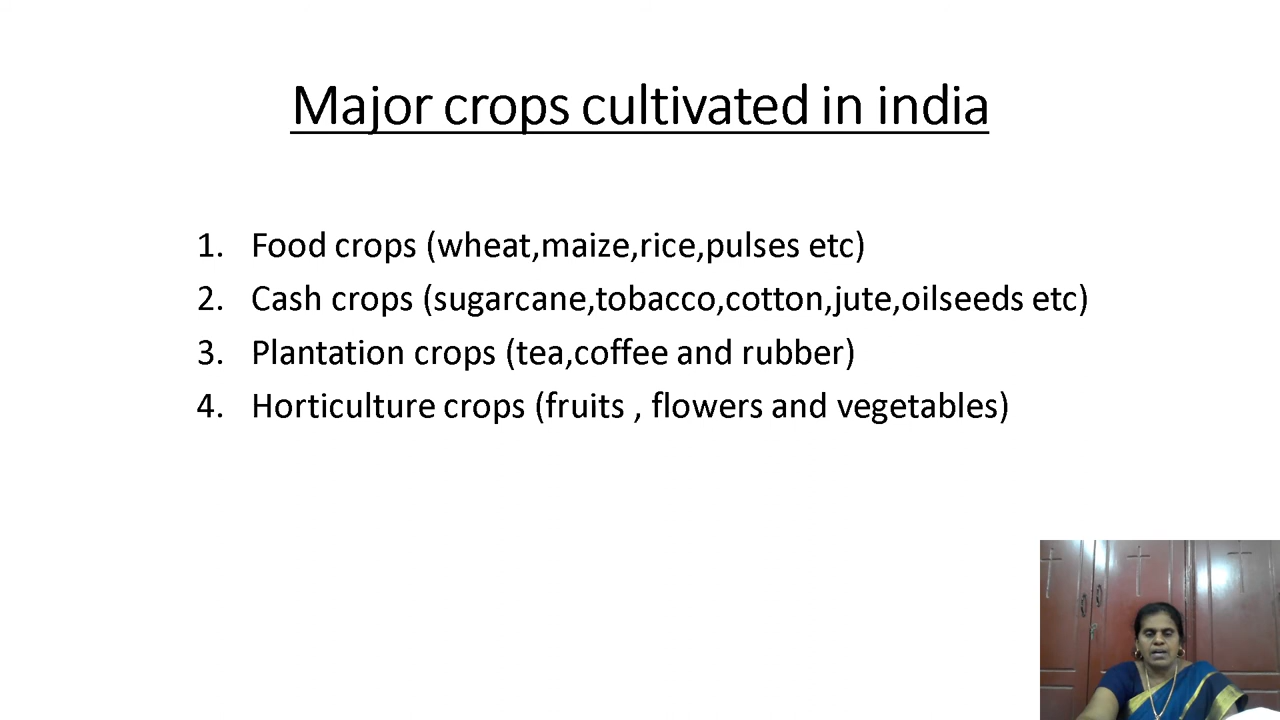 Major crops cultivated in india
1. Food crops (wheat,maize,rice,pulses etc)
2. Cash crops (sugarcane,tobacco,cotton,jute,oilseeds etc)
3. Plantation crops (tea,coffee and rubber)
4. Horticulture crops (fruits , flowers and vegetables)